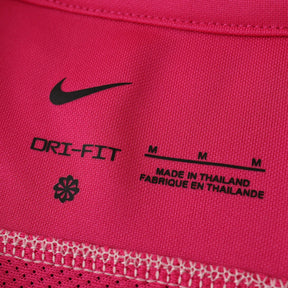 DRI-FIT
M M M
MADE IN THAILAND
FABRIQUE EN THAILANDE